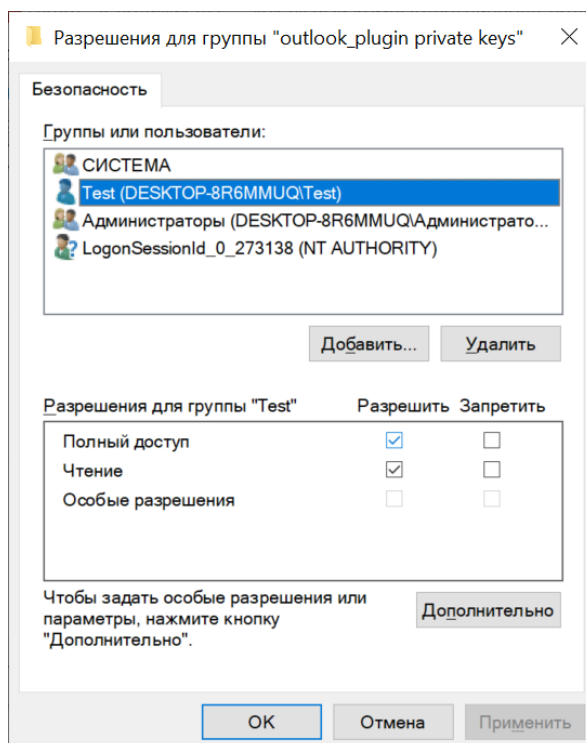 Разрешения для группы "outlook_plugin private keys"
Безопасность
Группы или пользователи:
СИСТЕМА
Test (DESKTOP-8R6MMUQ\Test)
Администраторы (DESKTOP-8R6MMUQ\Администрато...
LogonSessionId_0_273138 (NT AUTHORITY)
Добавить... Удалить
Разрешения для группы "Test" Разрешить Запретить
Полный доступ
Чтение
Особые разрешения
Чтобы задать особые разрешения или
параметры, нажмите кнопку
"Дополнительно".
Дополнительно
ОК Отмена Применить